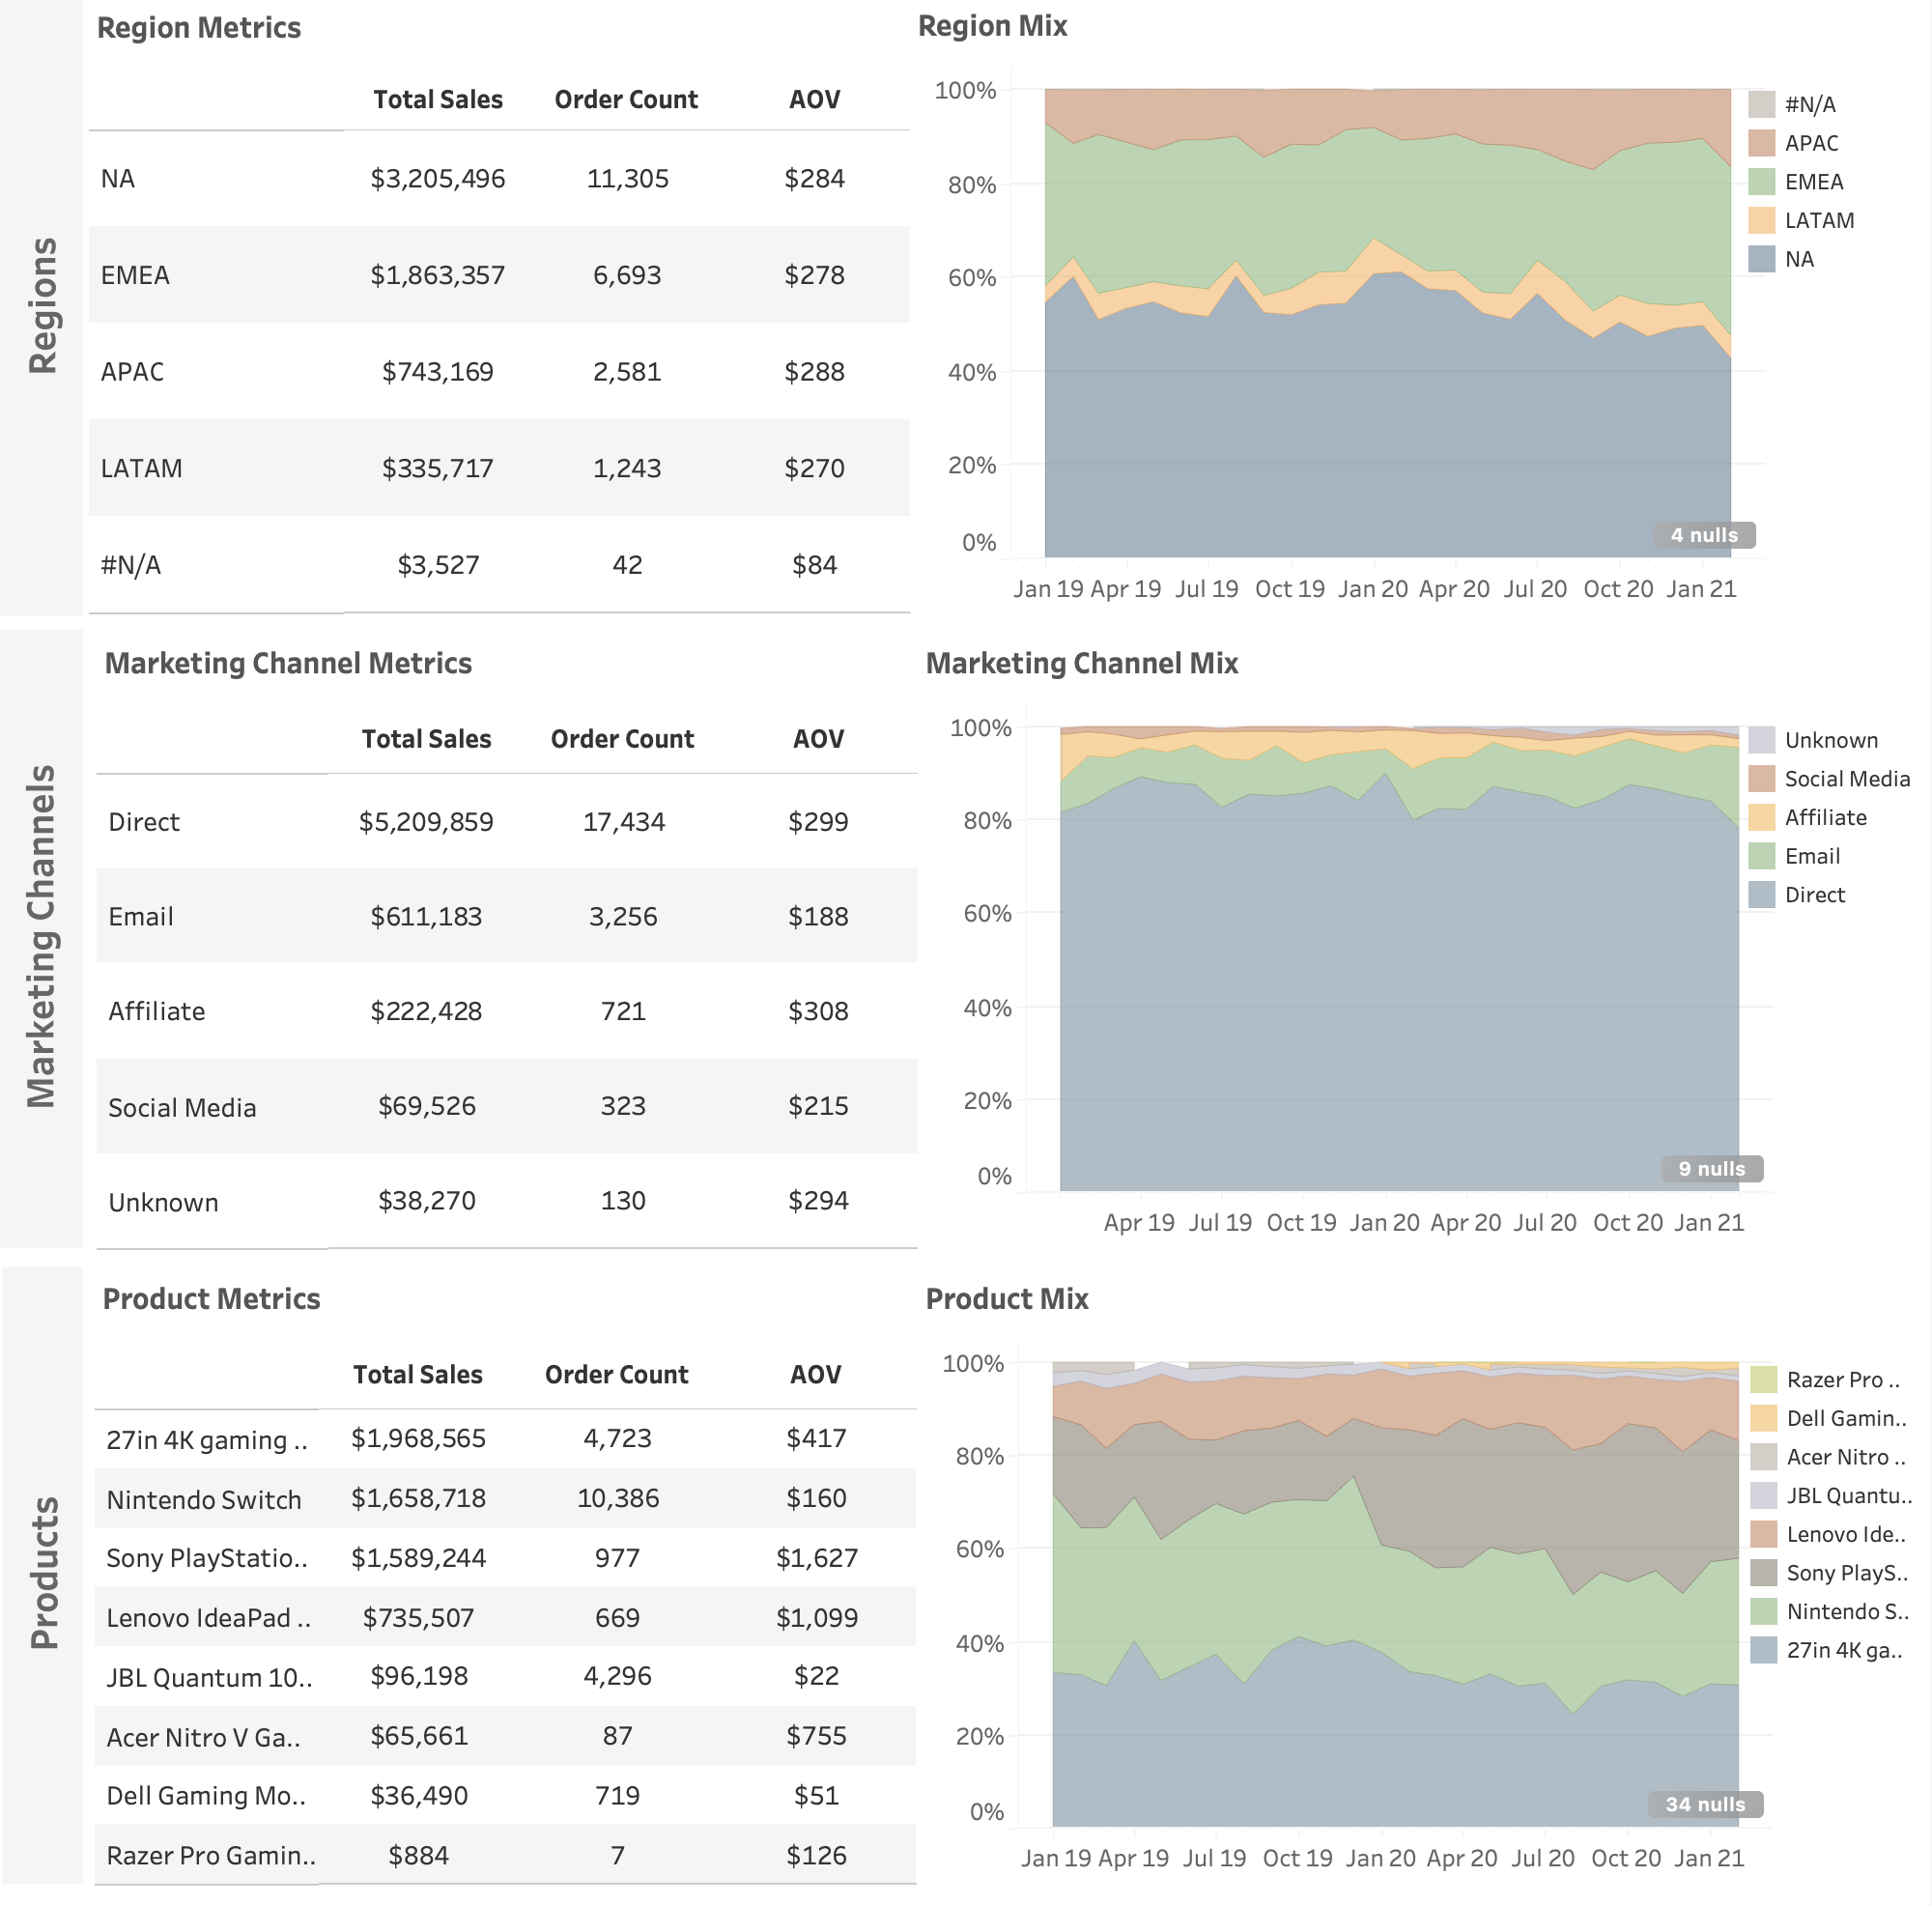 Regions
Region Metrics
Total Sales Order Count AOV
NA $3,205,496 11,305 $284
EMEA $1,863,357 6,693 $278
APAC $743,169 2,581 $288
LATAM $335,717 1,243 $270
#N/A $3,527 42 $84
Region Mix
100%
80%
60%
40%
20%
0%
4 nulls
Jan 19 Apr 19 Jul 19 Oct 19 Jan 20 Apr 20 Jul 20 Oct 20 Jan 21
#N/A
APAC
EMEA
LATAM
NA
Marketing Channels
Marketing Channel Metrics
Total Sales Order Count AOV
Direct $5,209,859 17,434 $299
Email $611,183 3,256 $188
Affiliate $222,428 721 $308
Social Media $69,526 323 $215
Unknown $38,270 130 $294
Marketing Channel Mix
100%
80%
60%
40%
20%
0%
9 nulls
Apr 19 Jul 19 Oct 19 Jan 20 Apr 20 Jul 20 Oct 20 Jan 21
Unknown
Social Media
Affiliate
Email
Direct
Products
Product Metrics
Total Sales Order Count AOV
27in 4K gaming .. $1,968,565 4,723 $417
Nintendo Switch $1,658,718 10,386 $160
Sony PlayStatio.. $1,589,244 977 $1,627
Lenovo IdeaPad .. $735,507 669 $1,099
JBL Quantum 10.. $96,198 4,296 $22
Acer Nitro V Ga.. $65,661 87 $755
Dell Gaming Mo.. $36,490 719 $51
Razer Pro Gamin.. $884 7 $126
Product Mix
100%
80%
60%
40%
20%
0%
34 nulls
Jan 19 Apr 19 Jul 19 Oct 19 Jan 20 Apr 20 Jul 20 Oct 20 Jan 21
Razer Pro ..
Dell Gamin..
Acer Nitro ..
JBL Quantu..
Lenovo Ide..
Sony PlayS..
Nintendo S..
27in 4K ga..